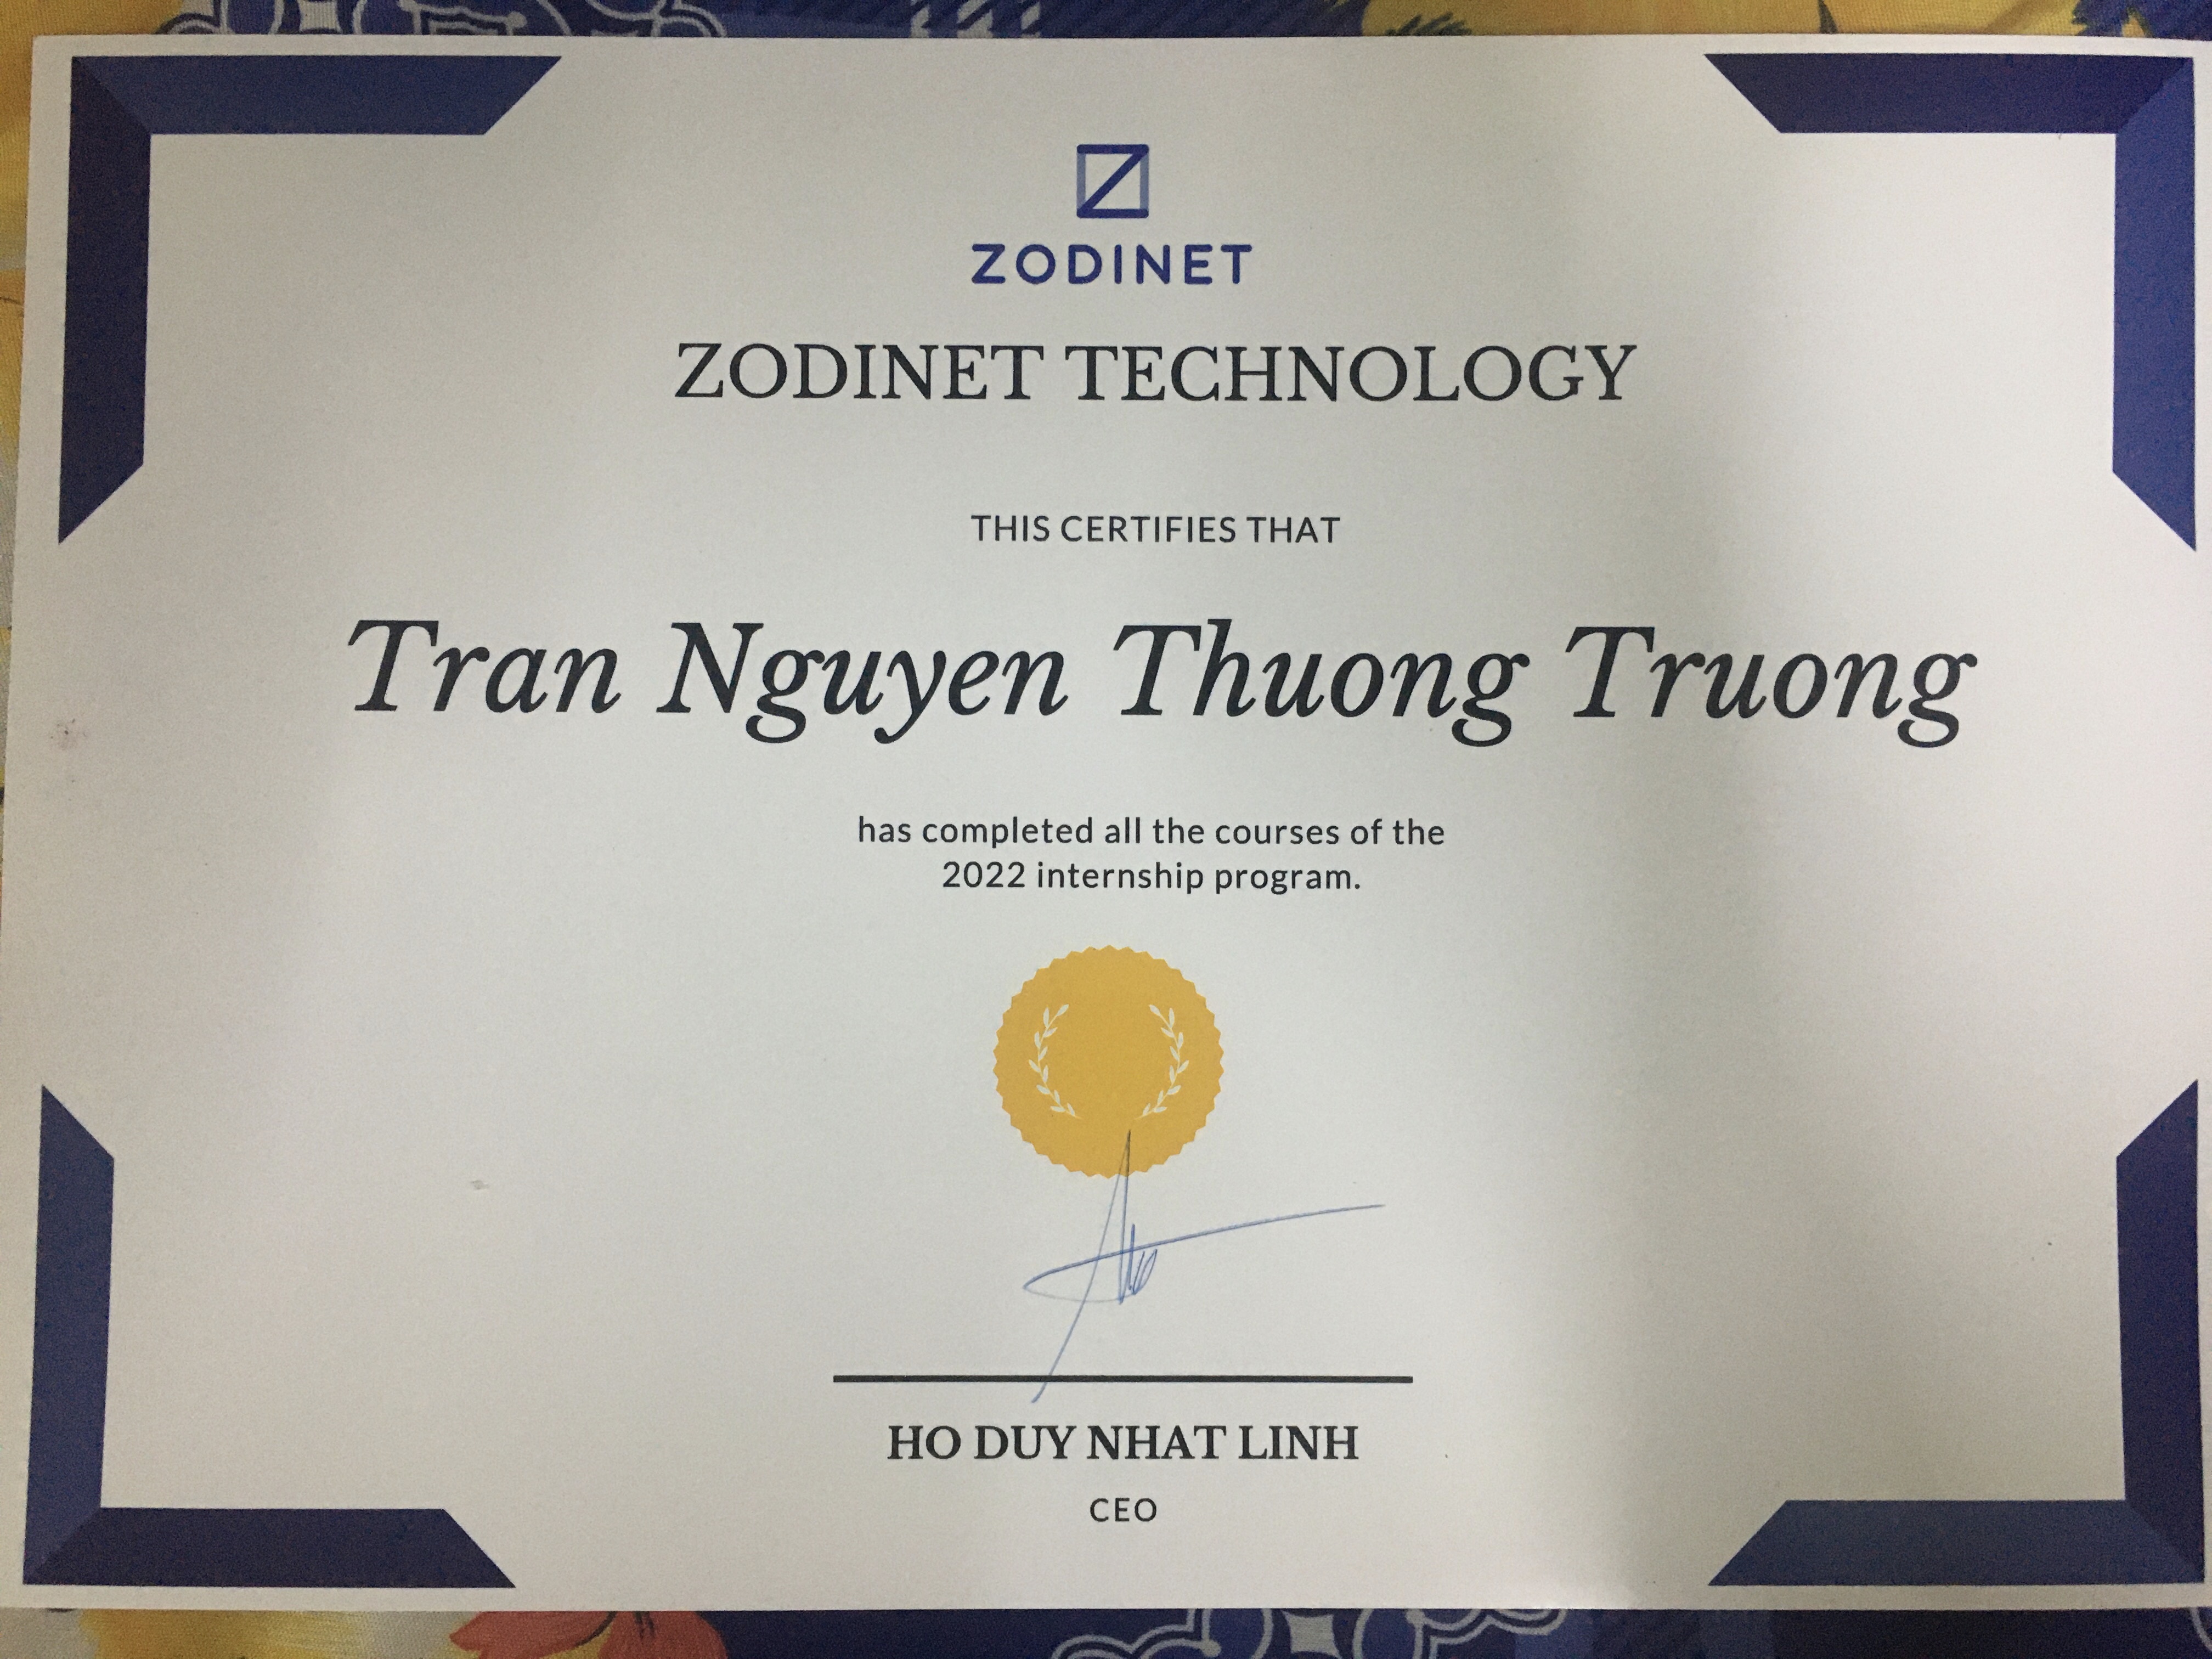 ZODINET
ZODINET TECHNOLOGY
THIS CERTIFIES THAT
Tran Nguyen Thuong Truong
has completed all the courses of the
2022 internship program.
HO DUY NHAT LINH
CEO